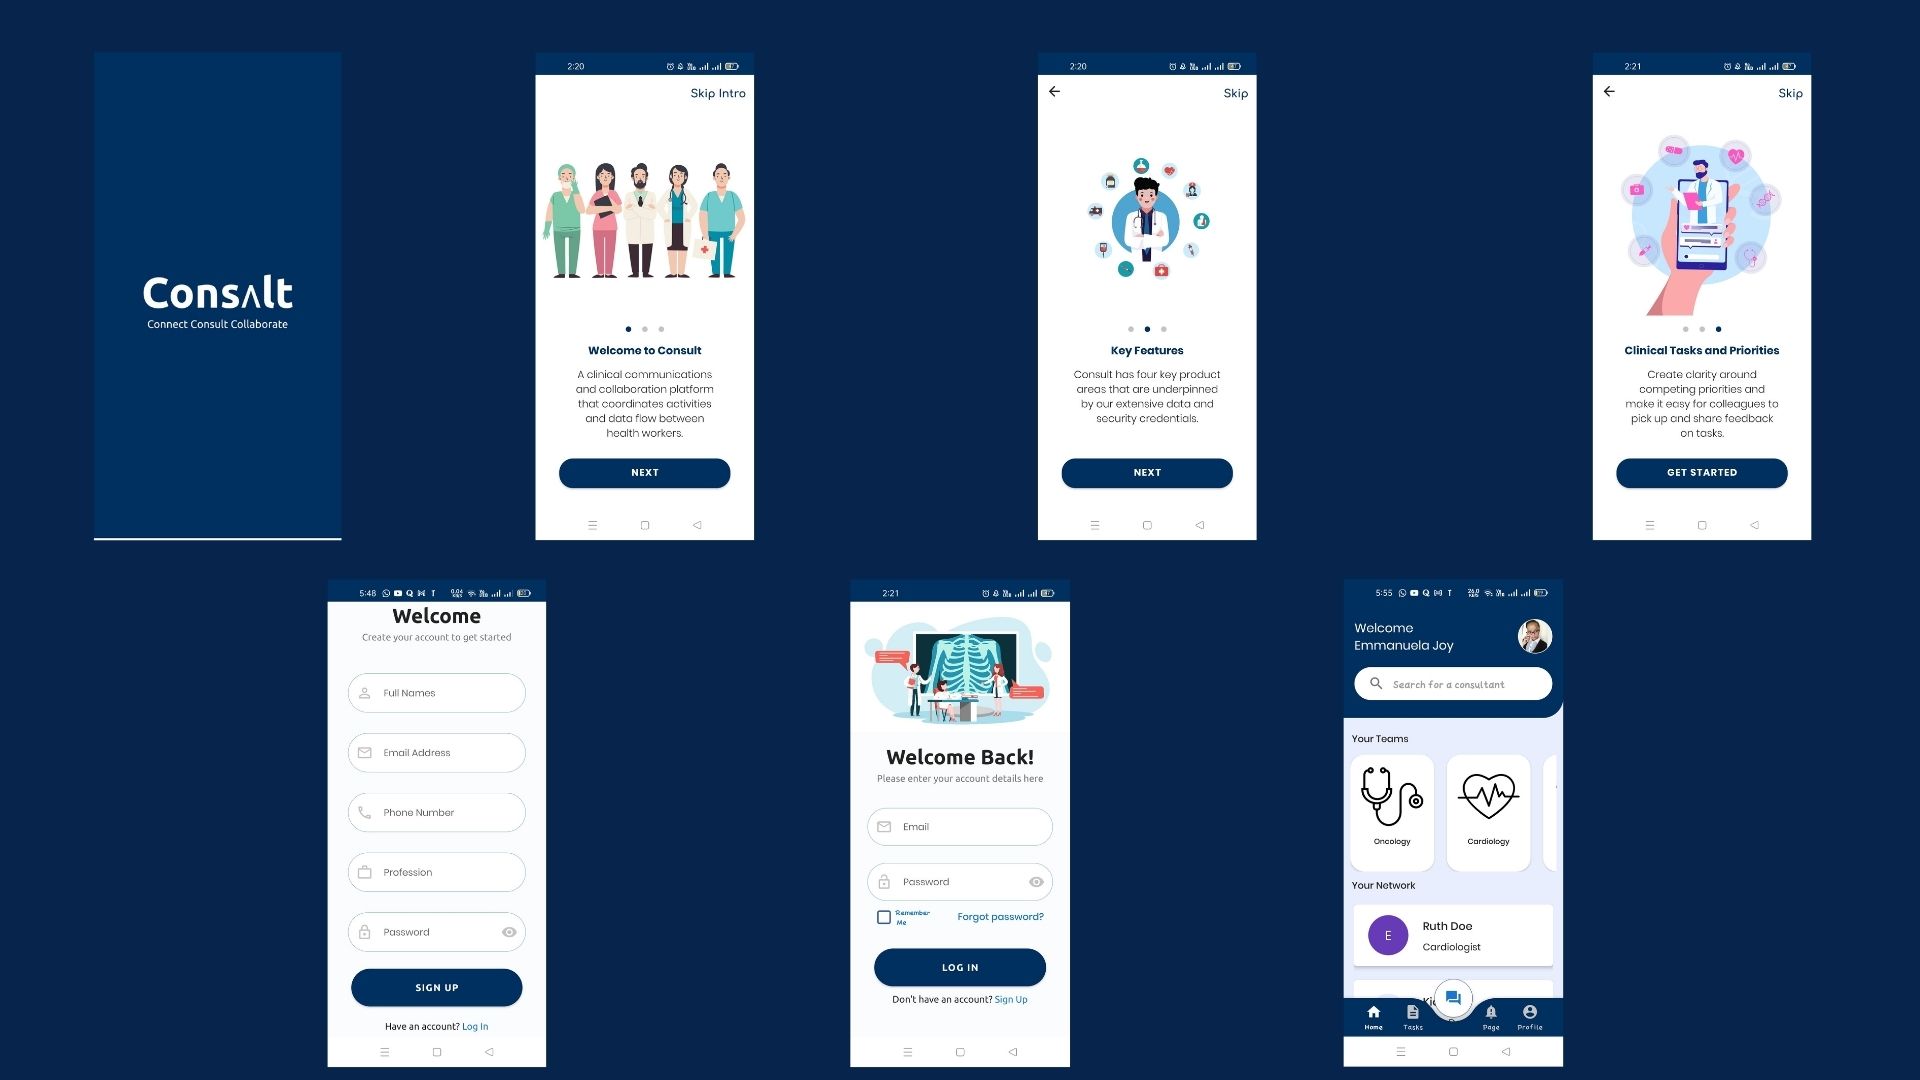 Consʌlt
Connect Consult Collaborate
2:20
Skip Intro
Welcome to Consult
A clinical communications
and collaboration platform
that coordinates activities
and data flow between
health workers.
NEXT
2:20
Skip
Key Features
Consult has four key product
areas that are underpinned
by our extensive data and
security credentials.
NEXT
2:21
Skip
Clinical Tasks and Priorities
Create clarity around
competing priorities and
make it easy for colleagues to
pick up and share feedback
on tasks.
GET STARTED
5:48
Welcome
Create your account to get started
Full Names
Email Address
Phone Number
Profession
Password
SIGN UP
Have an account? Log In
2:21
Welcome Back!
Please enter your account details here
Email
Password
Remember
Me
Forgot password?
LOG IN
Don't have an account? Sign Up
5:55
Welcome
Emmanuela Joy
Search for a consultant
Your Teams
Oncology
Cardiology
Your Network
E
Ruth Doe
Cardiologist
Home
Tasks
Page
Profile